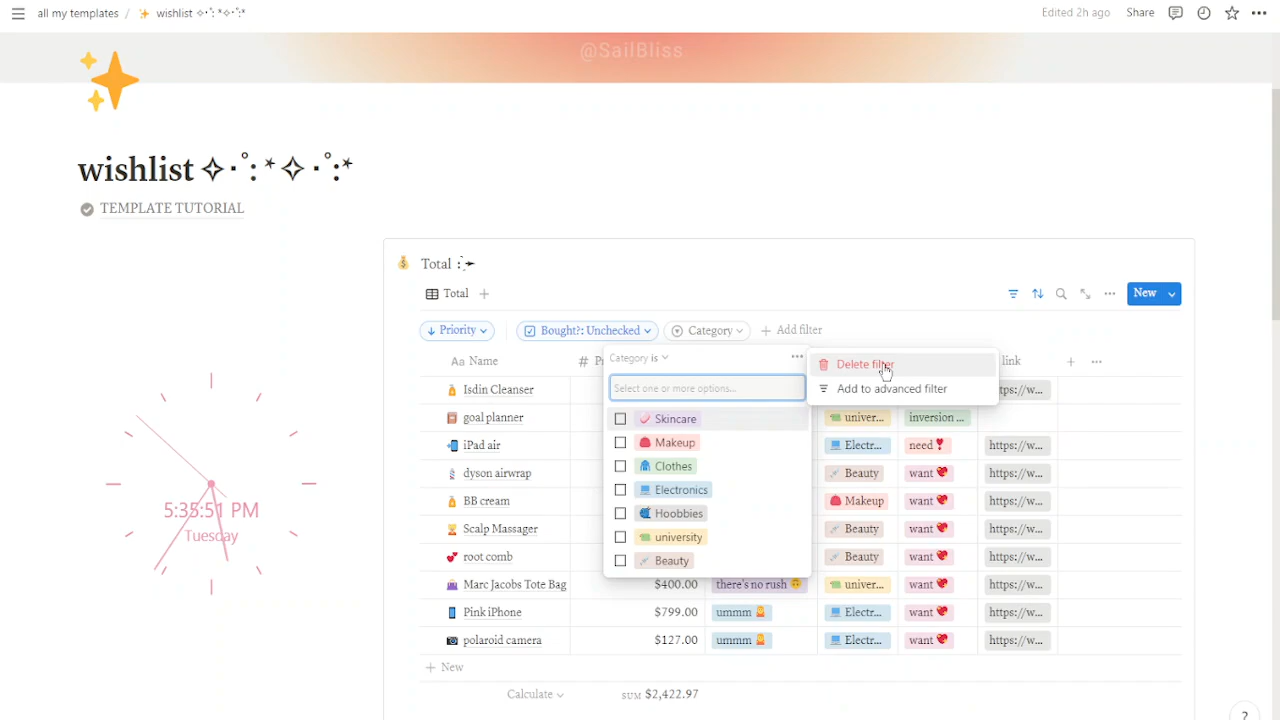 all my templates / ✨ wishlist ✧･ﾟ: *✧･ﾟ:*
Edited 2h ago Share
@SailBliss
wishlist ✧･ﾟ: *✧･ﾟ:*
TEMPLATE TUTORIAL
Total
Total
New
Priority
Bought?: Unchecked
Category
Add filter
Name
link
Category is
Delete filter
Add to advanced filter
Select one or more options...
Skincare
Makeup
Clothes
Electronics
Hoobbies
university
Beauty
Isdin Cleanser
goal planner univer... inversion ...
iPad air Electr... need https://w...
dyson airwrap Beauty want https://w...
BB cream Makeup want https://w...
Scalp Massager Beauty want https://w...
root comb Beauty want https://w...
Marc Jacobs Tote Bag $400.00 there's no rush univer... want https://w...
Pink iPhone $799.00 ummm Electr... want https://w...
polaroid camera $127.00 ummm Electr... want https://w...
New
Calculate SUM $2,422.97
5:35:51 PM
Tuesday
?